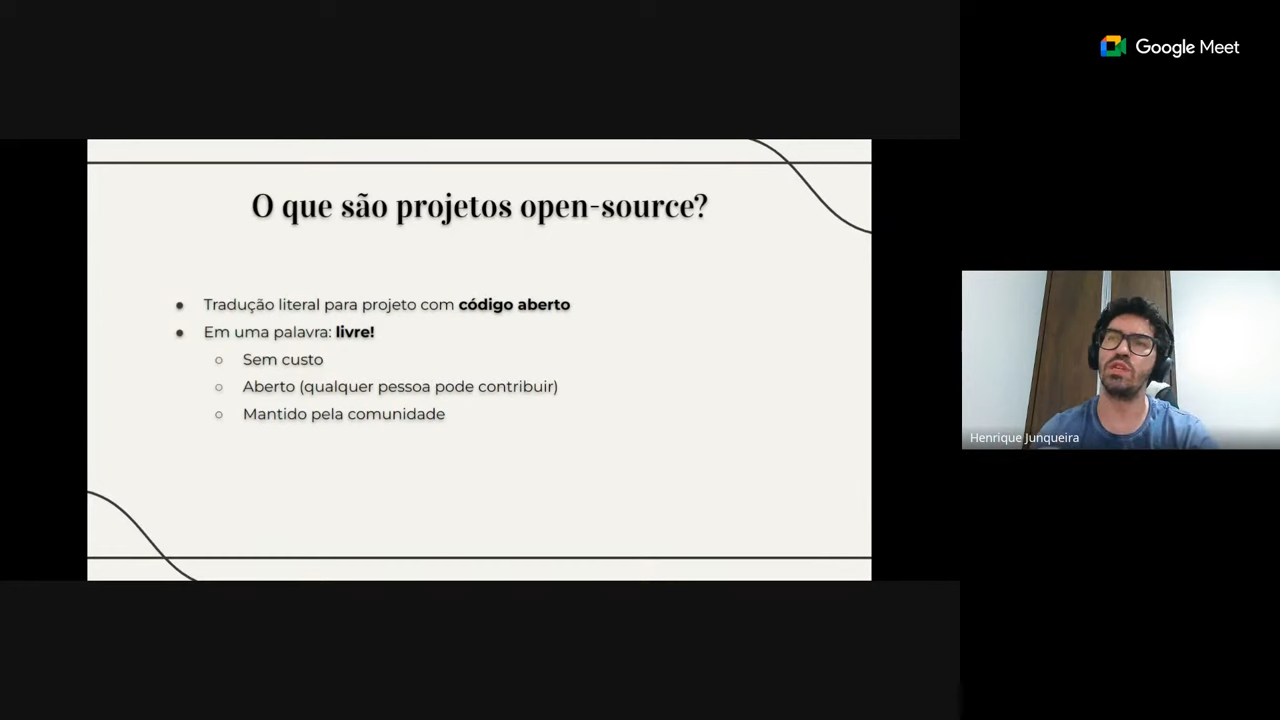 Google Meet
O que são projetos open-source?
Tradução literal para projeto com código aberto
Em uma palavra: livre!
Sem custo
Aberto (qualquer pessoa pode contribuir)
Mantido pela comunidade
Henrique Junqueira